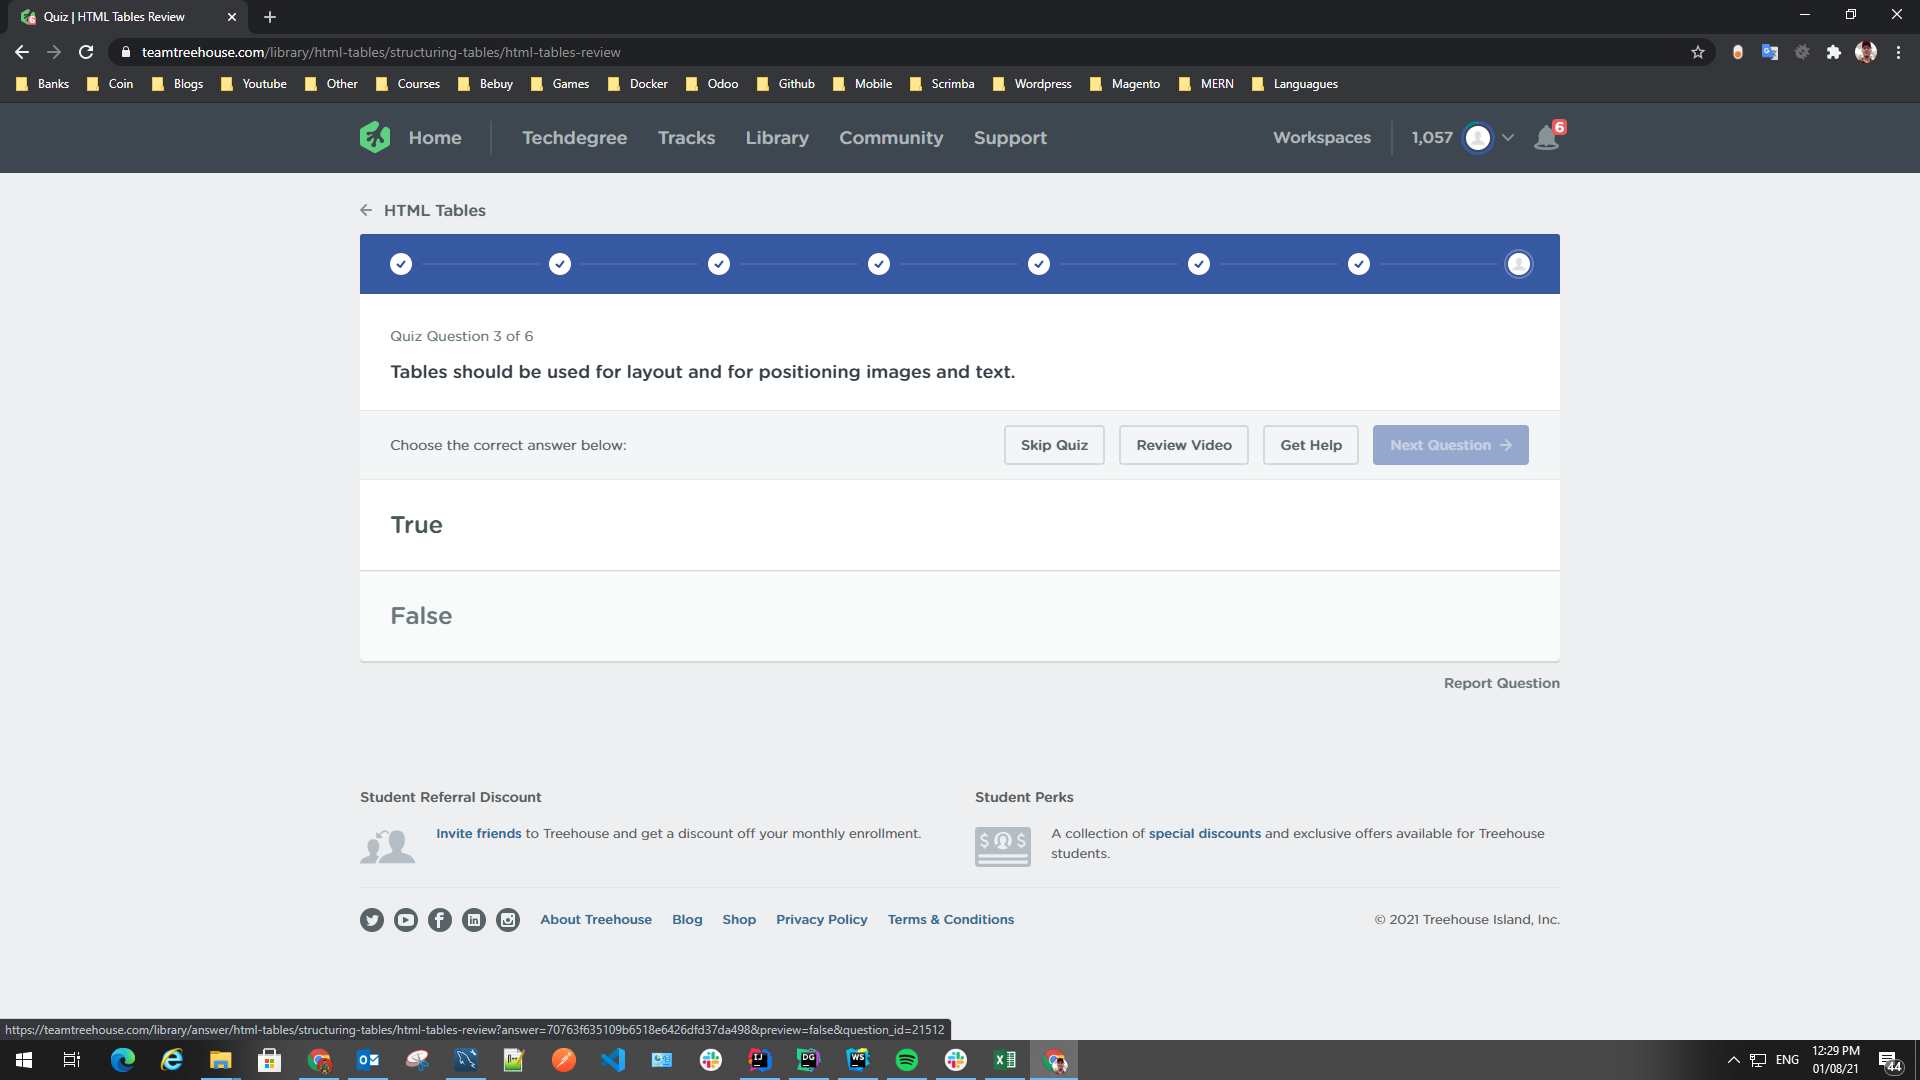 Quiz | HTML Tables Review
teamtreehouse.com/library/html-tables/structuring-tables/html-tables-review
Banks Coin Blogs Youtube Other Courses Bebuy Games Docker Odoo Github Mobile Scrimba Wordpress Magento MERN Languagues
Home Techdegree Tracks Library Community Support Workspaces 1,057 6
HTML Tables
Quiz Question 3 of 6
Tables should be used for layout and for positioning images and text.
Choose the correct answer below: Skip Quiz Review Video Get Help Next Question
True
False
Report Question
Student Referral Discount
Invite friends to Treehouse and get a discount off your monthly enrollment.
Student Perks
A collection of special discounts and exclusive offers available for Treehouse
students.
About Treehouse Blog Shop Privacy Policy Terms & Conditions © 2021 Treehouse Island, Inc.
https://teamtreehouse.com/library/answer/html-tables/structuring-tables/html-tables-review?answer=70763f635109b6518e6426dfd37da498&preview=false&question_id=21512
ENG
12:29 PM
01/08/21
44